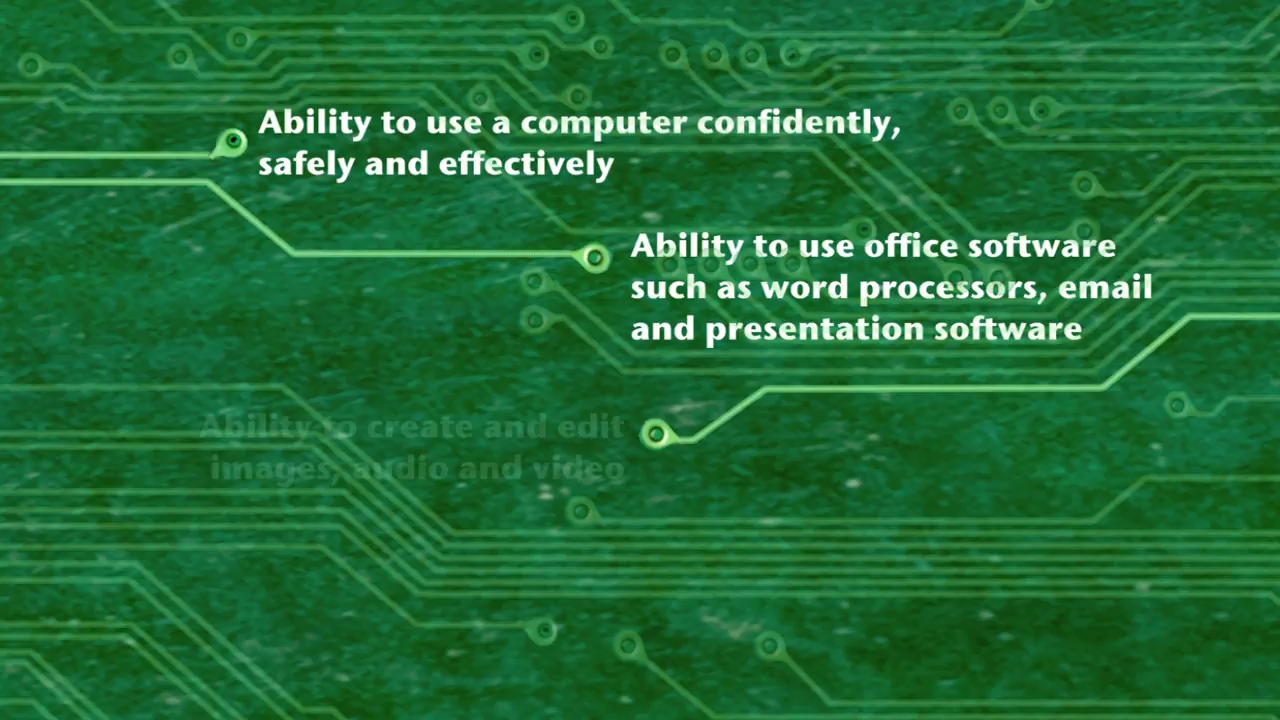 Ability to use a computer confidently,
safely and effectively
Ability to use office software
such as word processors, email
and presentation software
Ability to create and edit
images, audio and video